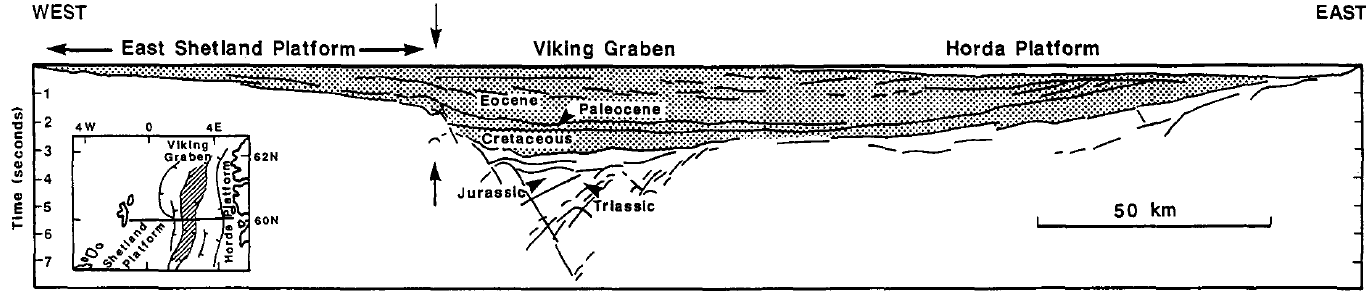 WEST
EAST
East Shetland Platform
Viking Graben
Horda Platform
Time (seconds)
1
2
3
4
5
6
7
Eocene
Paleocene
Cretaceous
Jurassic
Triassic
50 km
4W
0
4E
Viking
Graben
62N
60N
Shetland
Platform
Horda Platform